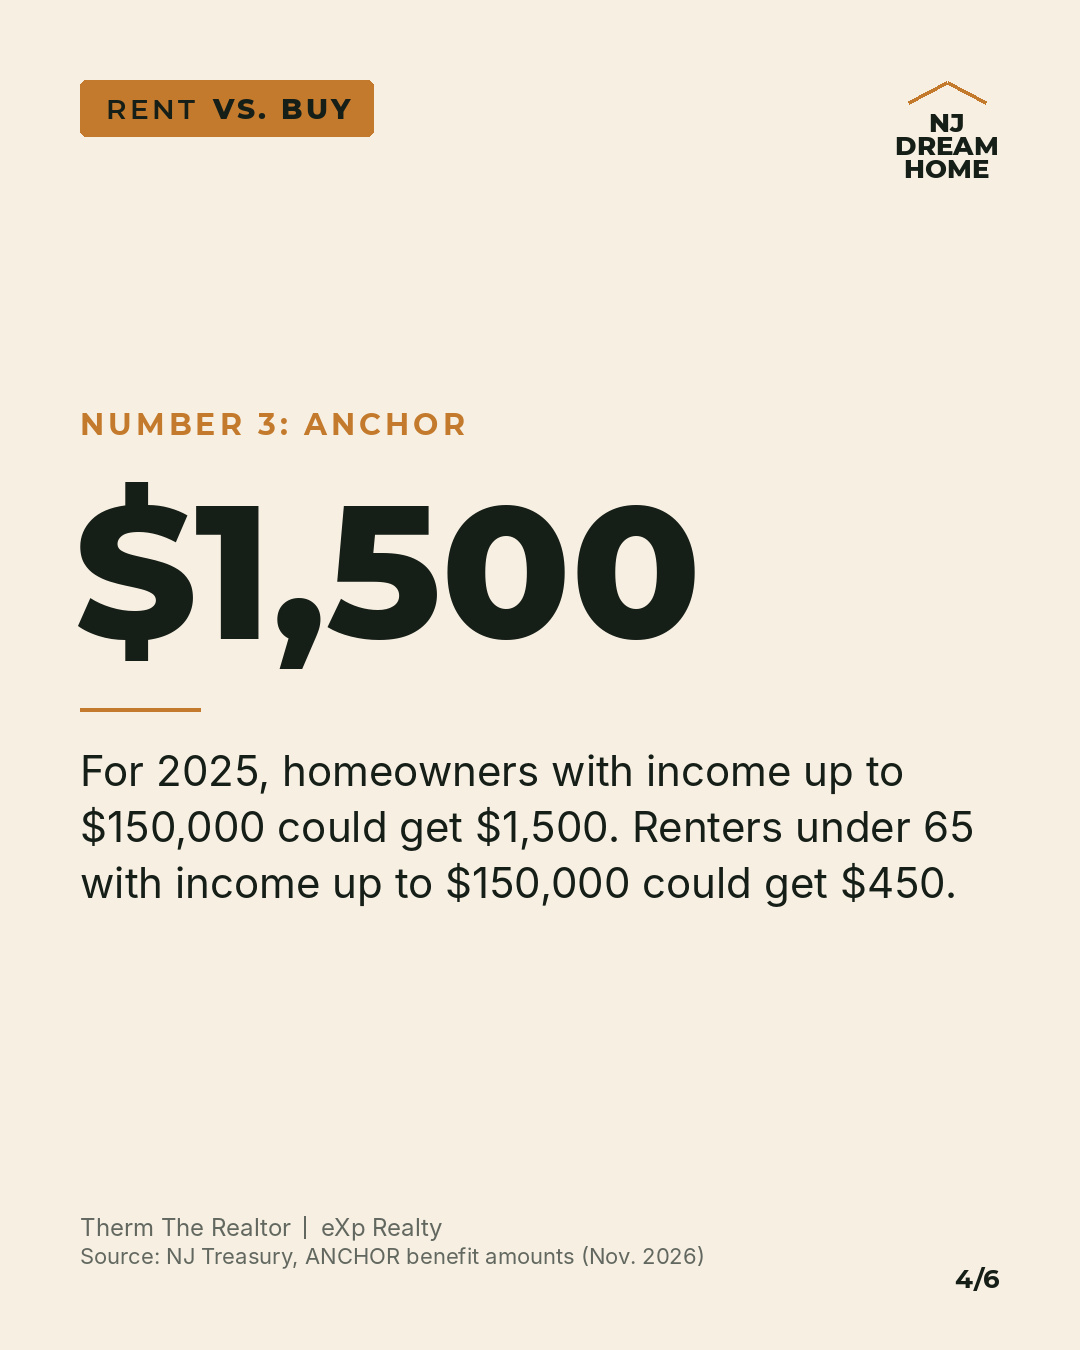 RENT VS. BUY
NJ
DREAM
HOME
NUMBER 3: ANCHOR
$1,500
For 2025, homeowners with income up to
$150,000 could get $1,500. Renters under 65
with income up to $150,000 could get $450.
Therm The Realtor | eXp Realty
Source: NJ Treasury, ANCHOR benefit amounts (Nov. 2026)
4/6